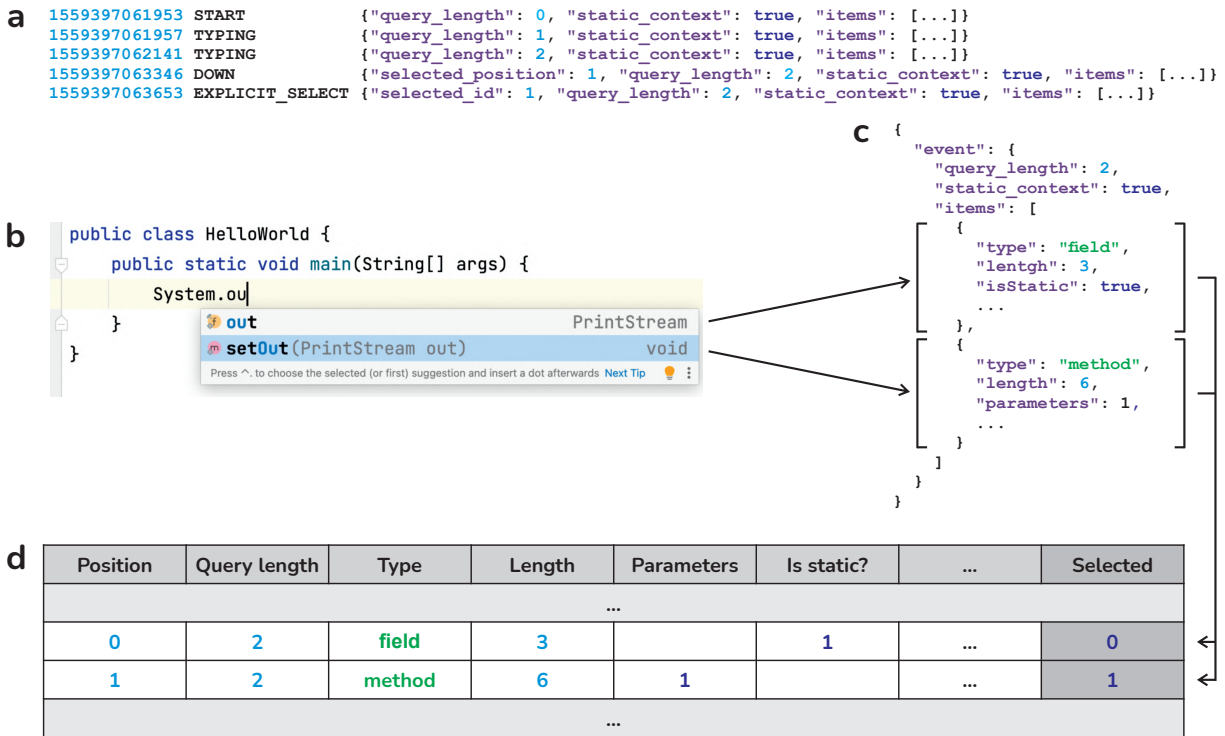 a
1559397061953 START {"query_length": 0, "static_context": true, "items": [...]}
1559397061957 TYPING {"query_length": 1, "static_context": true, "items": [...]}
1559397062141 TYPING {"query_length": 2, "static_context": true, "items": [...]}
1559397063346 DOWN {"selected_position": 1, "query_length": 2, "static_context": true, "items": [...]}
1559397063653 EXPLICIT_SELECT {"selected_id": 1, "query_length": 2, "static_context": true, "items": [...]}
b
public class HelloWorld {
public static void main(String[] args) {
System.ou
}
}
f out PrintStream
m setOut(PrintStream out) void
Press ^. to choose the selected (or first) suggestion and insert a dot afterwards Next Tip
c
{
"event": {
"query_length": 2,
"static_context": true,
"items": [
{
"type": "field",
"lentgh": 3,
"isStatic": true,
...
},
{
"type": "method",
"length": 6,
"parameters": 1,
...
}
]
}
}
d
Position Query length Type Length Parameters Is static? ... Selected
...
0 2 field 3 1 ... 0
1 2 method 6 1 ... 1
...